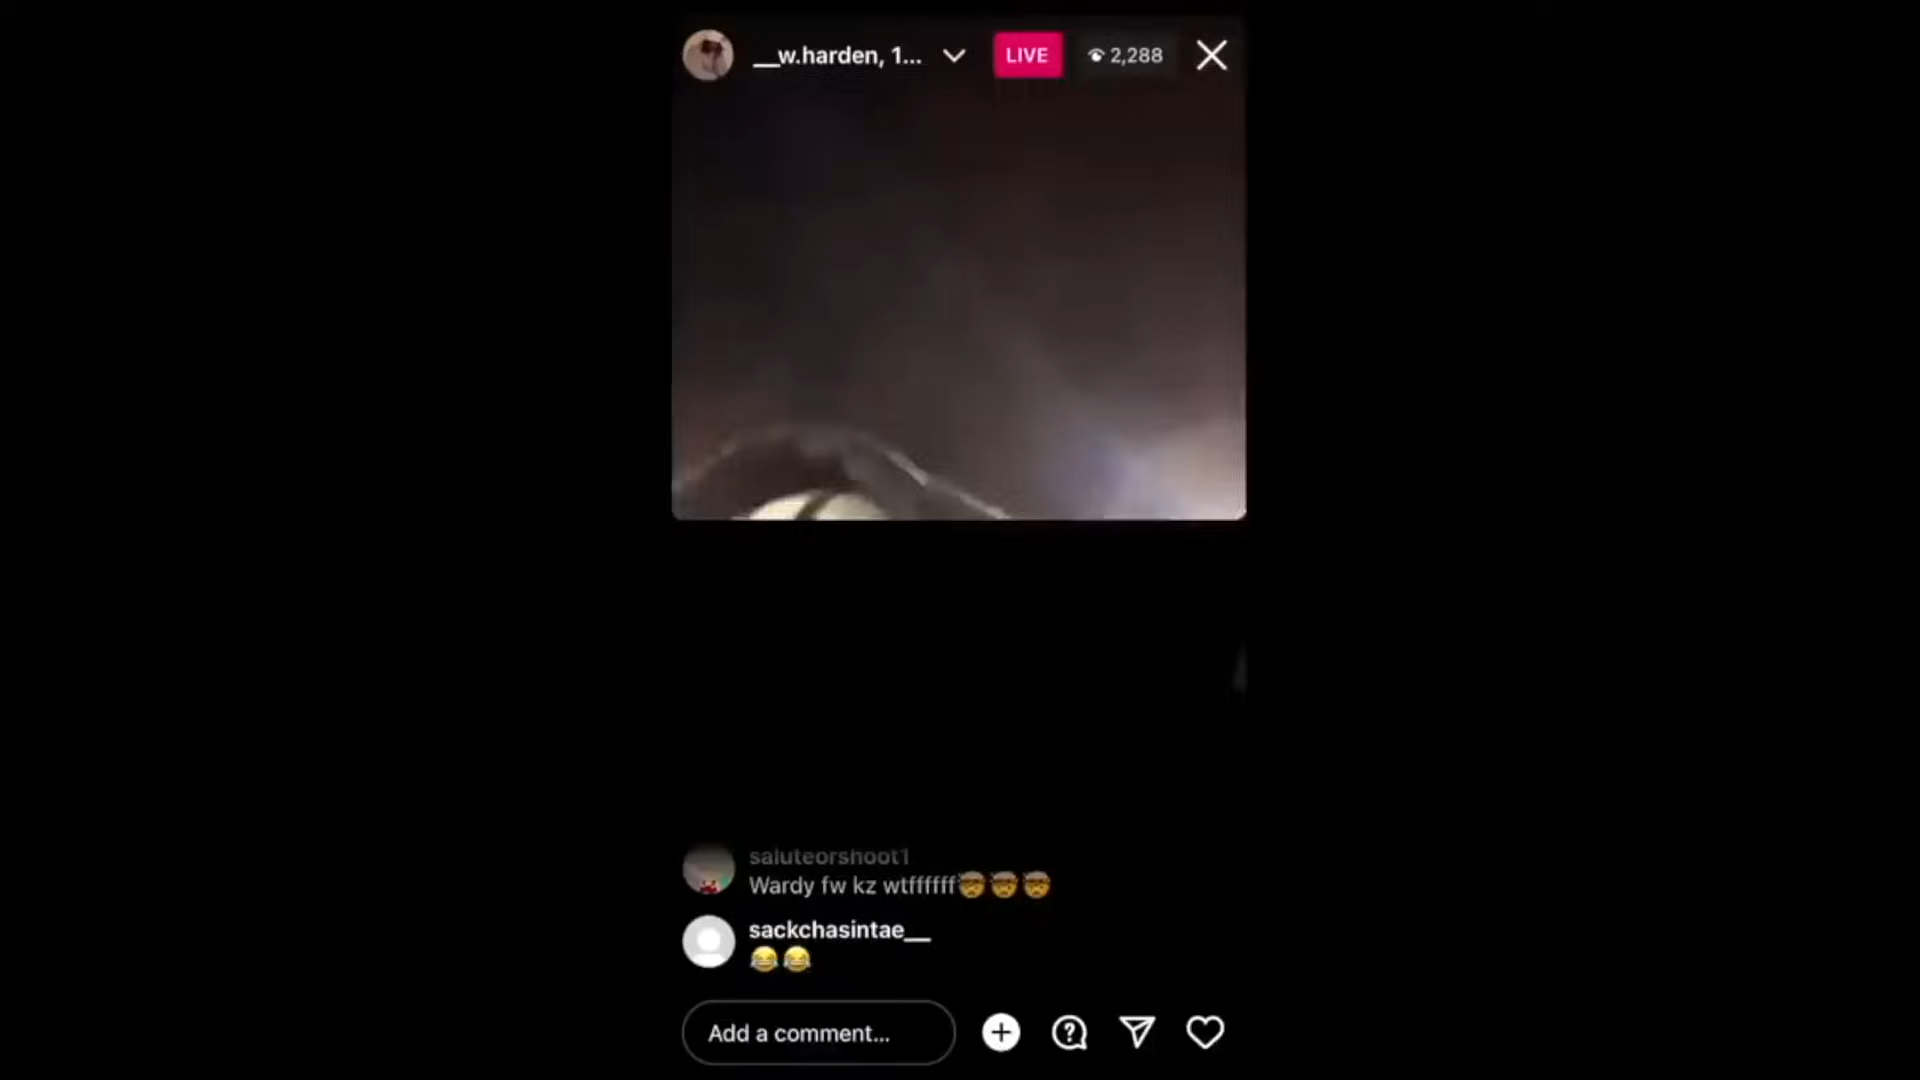 __w.harden, 1...
LIVE
2,288
saluteorshoot1
Wardy fw kz wtffffff🤯🤯🤯
sackchasintae__
😂😂
Add a comment...